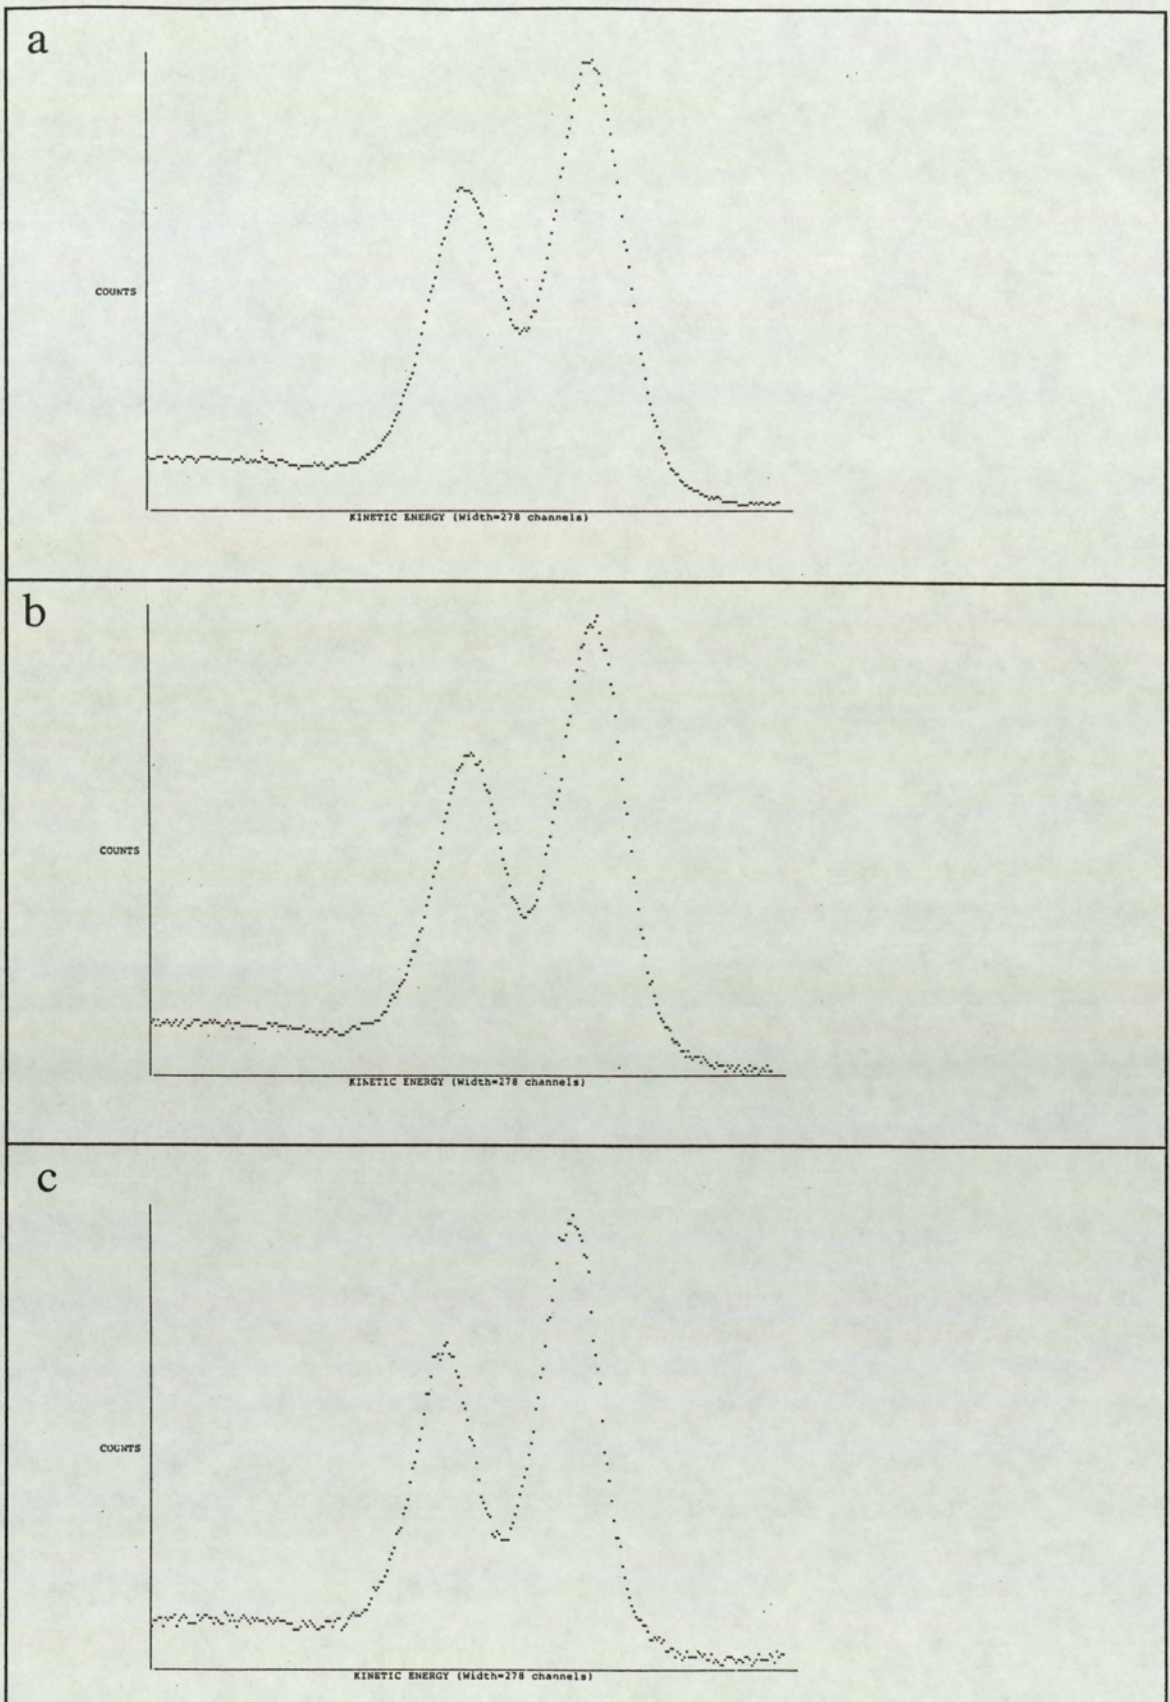 a
COUNTS
KINETIC ENERGY (Width=278 channels)
b
COUNTS
KINETIC ENERGY (Width=278 channels)
c
COUNTS
KINETIC ENERGY (Width=278 channels)